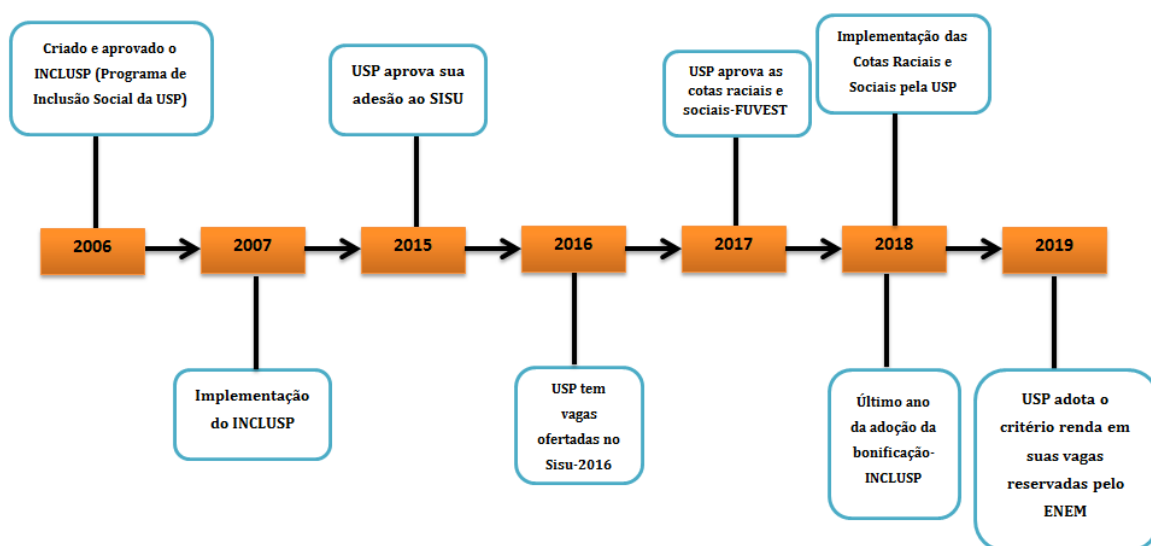 Criado e aprovado o
INCLUSP (Programa de
Inclusão Social da USP)
USP aprova sua
adesão ao SISU
USP aprova as
cotas raciais e
sociais-FUVEST
Implementação das
Cotas Raciais e
Sociais pela USP
2006
2007
2015
2016
2017
2018
2019
Implementação
do INCLUSP
USP tem
vagas
ofertadas no
Sisu-2016
Último ano
da adoção da
bonificação-
INCLUSP
USP adota o
critério renda em
suas vagas
reservadas pelo
ENEM